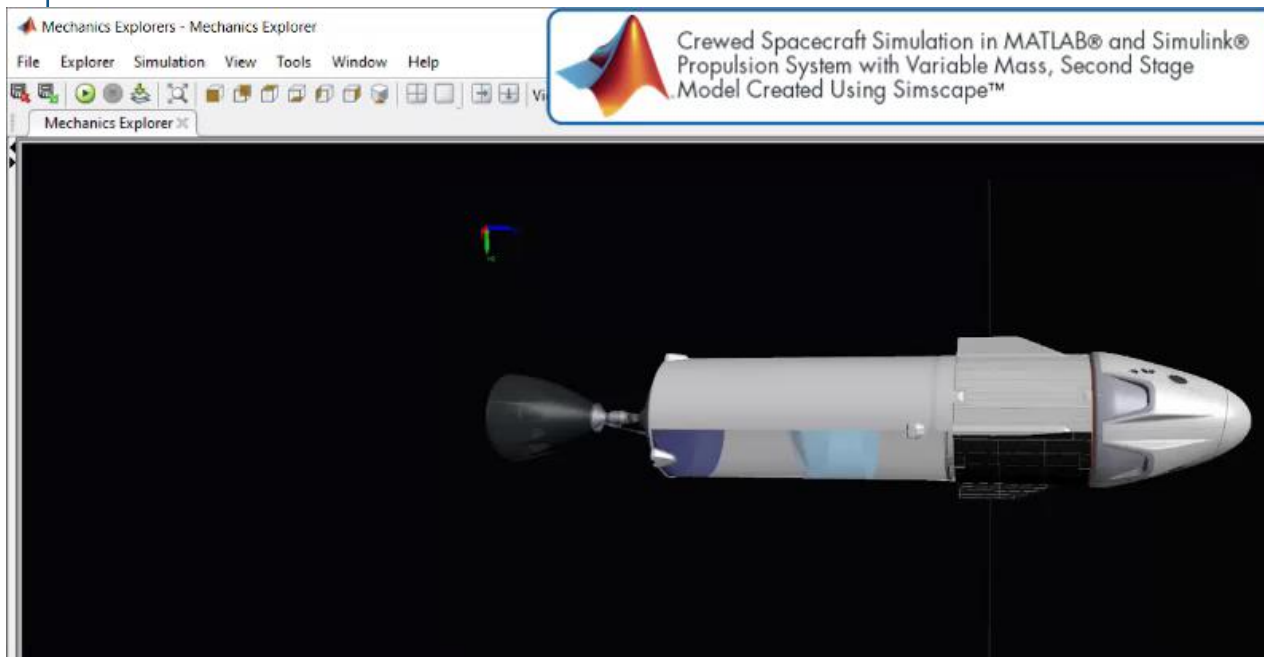 Mechanics Explorers - Mechanics Explorer
File Explorer Simulation View Tools Window Help
Mechanics Explorer
Crewed Spacecraft Simulation in MATLAB® and Simulink®
Propulsion System with Variable Mass, Second Stage
Model Created Using Simscape™